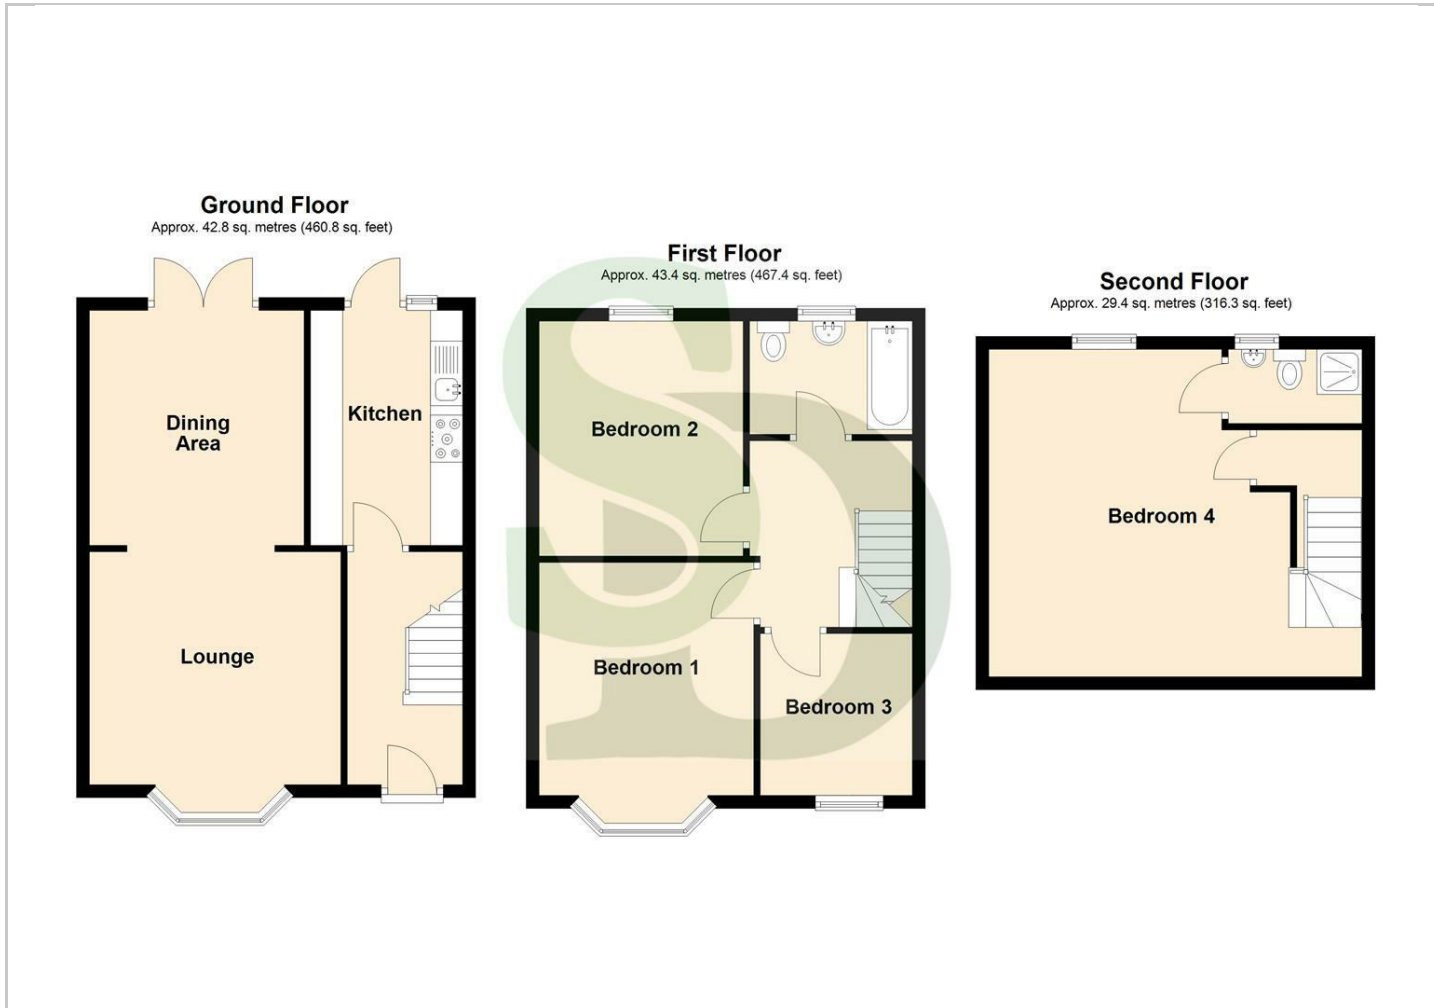 Ground Floor
Approx. 42.8 sq. metres (460.8 sq. feet)
Dining
Area
Kitchen
Lounge
First Floor
Approx. 43.4 sq. metres (467.4 sq. feet)
Bedroom 2
Bedroom 1
Bedroom 3
Second Floor
Approx. 29.4 sq. metres (316.3 sq. feet)
Bedroom 4
SD